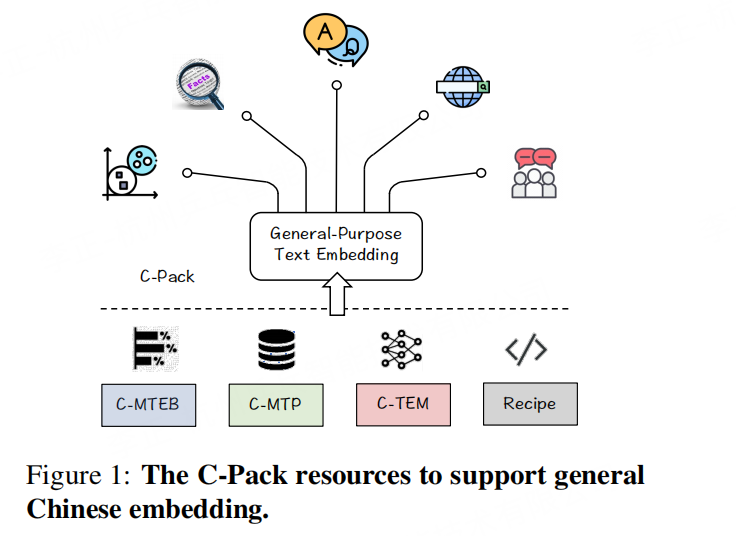 A
Q
Facts
General-Purpose
Text Embedding
C-Pack
%
%
%
</>
C-MTEB
C-MTP
C-TEM
Recipe
Figure 1: The C-Pack resources to support general
Chinese embedding.